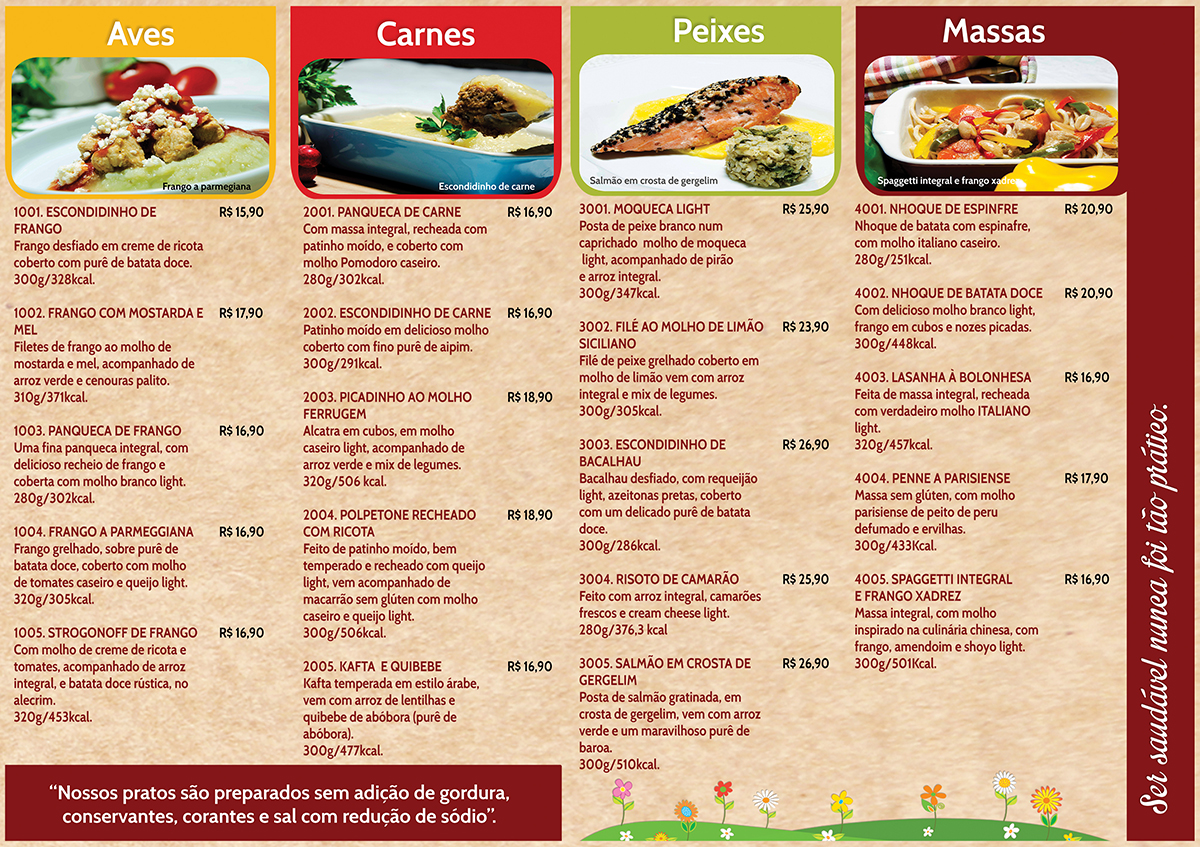 Aves
Frango a parmegiana
1001. ESCONDIDINHO DE R$ 15,90
FRANGO
Frango desfiado em creme de ricota
coberto com purê de batata doce.
300g/328kcal.
1002. FRANGO COM MOSTARDA E R$ 17,90
MEL
Filetes de frango ao molho de
mostarda e mel, acompanhado de
arroz verde e cenouras palito.
310g/371kcal.
1003. PANQUECA DE FRANGO R$ 16,90
Uma fina panqueca integral, com
delicioso recheio de frango e
coberta com molho branco light.
280g/302kcal.
1004. FRANGO A PARMEGGIANA R$ 16,90
Frango grelhado, sobre purê de
batata doce, coberto com molho
de tomates caseiro e queijo light.
320g/305kcal.
1005. STROGONOFF DE FRANGO R$ 16,90
Com molho de creme de ricota e
tomates, acompanhado de arroz
integral, e batata doce rústica, no
alecrim.
320g/453kcal.
Carnes
Escondidinho de carne
2001. PANQUECA DE CARNE R$ 16,90
Com massa integral, recheada com
patinho moído, e coberto com
molho Pomodoro caseiro.
280g/302kcal.
2002. ESCONDIDINHO DE CARNE R$ 16,90
Patinho moído em delicioso molho
coberto com fino purê de aipim.
300g/291kcal.
2003. PICADINHO AO MOLHO R$ 18,90
FERRUGEM
Alcatra em cubos, em molho
caseiro light, acompanhado de
arroz verde e mix de legumes.
320g/506 kcal.
2004. POLPETONE RECHEADO R$ 18,90
COM RICOTA
Feito de patinho moído, bem
temperado e recheado com queijo
light, vem acompanhado de
macarrão sem glúten com molho
caseiro e queijo light.
300g/506kcal.
2005. KAFTA E QUIBEBE R$ 16,90
Kafta temperada em estilo árabe,
vem com arroz de lentilhas e
quibebe de abóbora (purê de
abóbora).
300g/477kcal.
Peixes
Salmão em crosta de gergelim
3001. MOQUECA LIGHT R$ 25,90
Posta de peixe branco num
caprichado molho de moqueca
light, acompanhado de pirão
e arroz integral.
300g/347kcal.
3002. FILÉ AO MOLHO DE LIMÃO R$ 23,90
SICILIANO
Filé de peixe grelhado coberto em
molho de limão vem com arroz
integral e mix de legumes.
300g/305kcal.
3003. ESCONDIDINHO DE R$ 26,90
BACALHAU
Bacalhau desfiado, com requeijão
light, azeitonas pretas, coberto
com um delicado purê de batata
doce.
300g/286kcal.
3004. RISOTO DE CAMARÃO R$ 25,90
Feito com arroz integral, camarões
frescos e cream cheese light.
280g/376,3 kcal
3005. SALMÃO EM CROSTA DE R$ 26,90
GERGELIM
Posta de salmão gratinada, em
crosta de gergelim, vem com arroz
verde e um maravilhoso purê de
baroa.
300g/510kcal.
Massas
Spaggetti integral e frango xadrez
4001. NHOQUE DE ESPINFRE R$ 20,90
Nhoque de batata com espinafre,
com molho italiano caseiro.
280g/251kcal.
4002. NHOQUE DE BATATA DOCE R$ 20,90
Com delicioso molho branco light,
frango em cubos e nozes picadas.
300g/448kcal.
4003. LASANHA À BOLONHESA R$ 16,90
Feita de massa integral, recheada
com verdadeiro molho ITALIANO
light.
320g/457kcal.
4004. PENNE A PARISIENSE R$ 17,90
Massa sem glúten, com molho
parisiense de peito de peru
defumado e ervilhas.
300g/433Kcal.
4005. SPAGGETTI INTEGRAL R$ 16,90
E FRANGO XADREZ
Massa integral, com molho
inspirado na culinária chinesa, com
frango, amendoim e shoyo light.
300g/501Kcal.
Ser saudável nunca foi tão prático.
“Nossos pratos são preparados sem adição de gordura,
conservantes, corantes e sal com redução de sódio”.